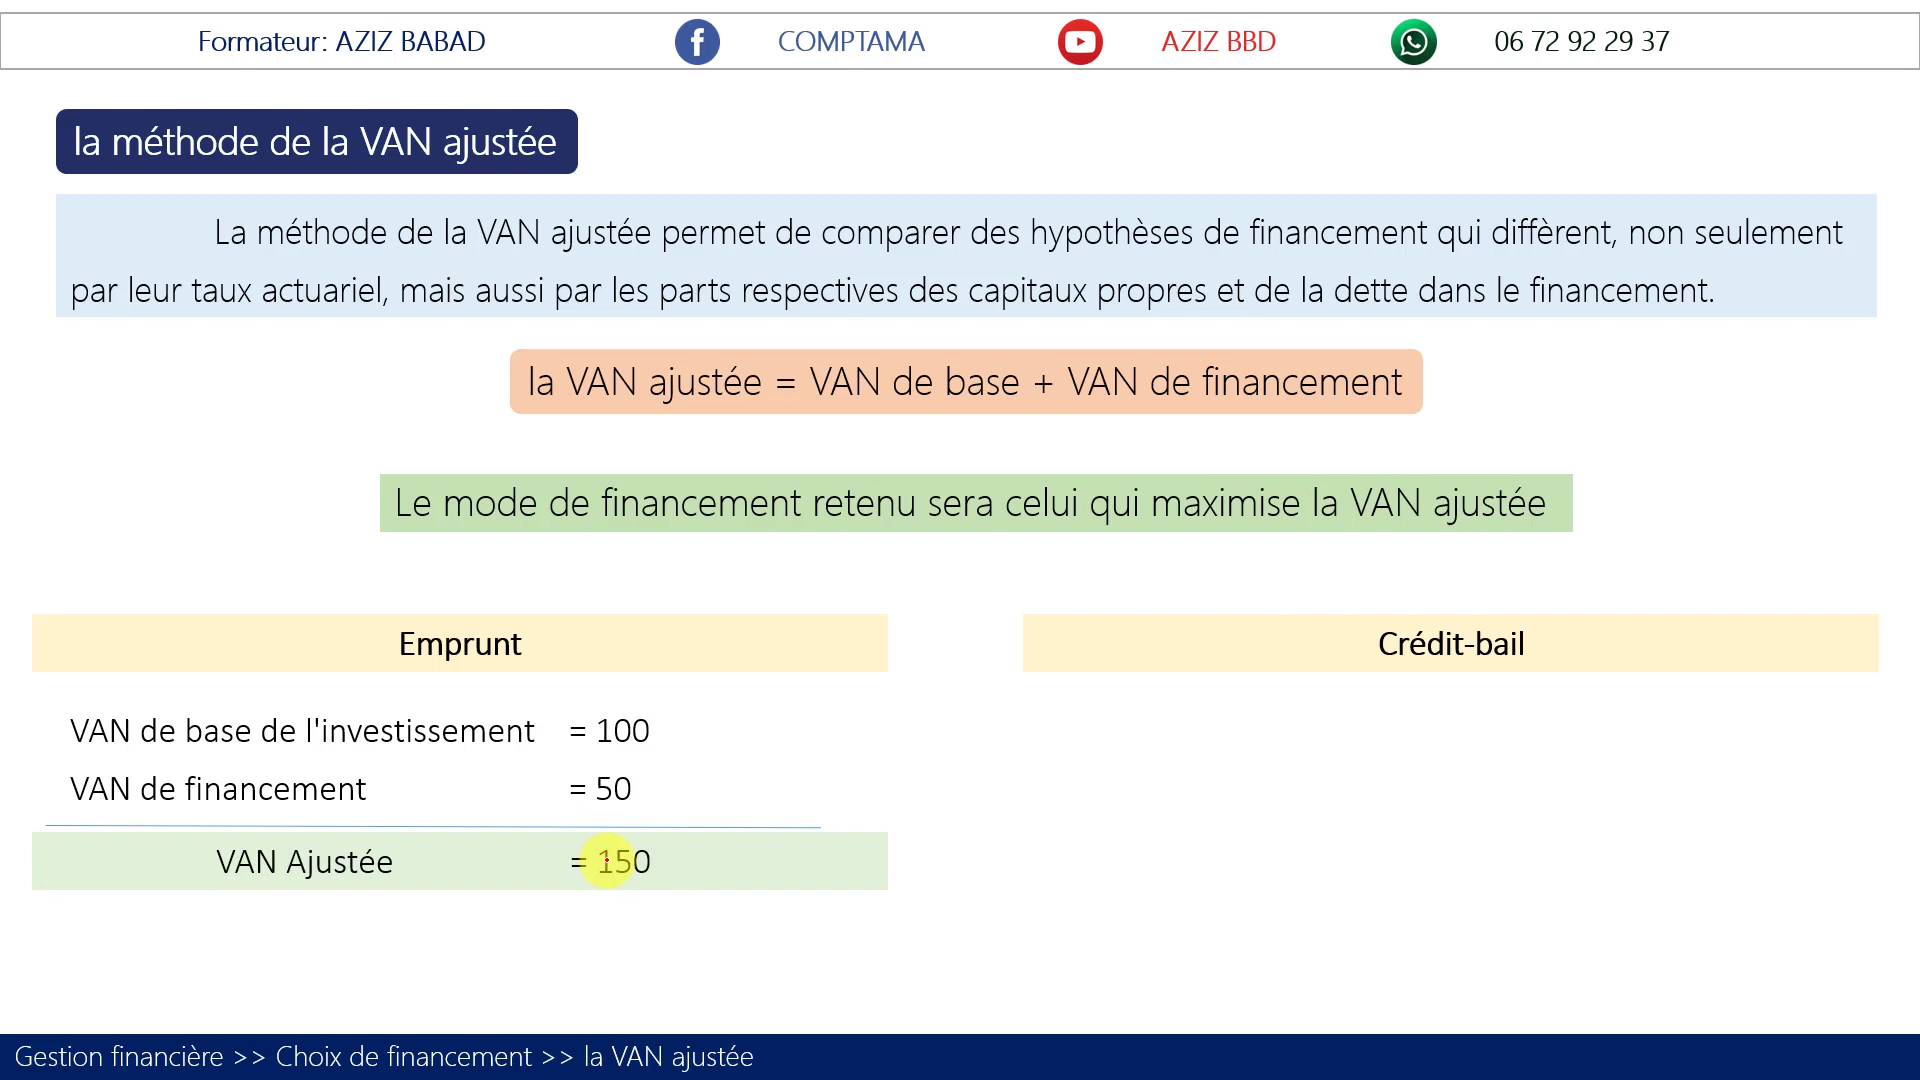 Formateur: AZIZ BABAD COMPTAMA AZIZ BBD 06 72 92 29 37
la méthode de la VAN ajustée
La méthode de la VAN ajustée permet de comparer des hypothèses de financement qui diffèrent, non seulement
par leur taux actuariel, mais aussi par les parts respectives des capitaux propres et de la dette dans le financement.
la VAN ajustée = VAN de base + VAN de financement
Le mode de financement retenu sera celui qui maximise la VAN ajustée
Emprunt
VAN de base de l'investissement = 100
VAN de financement = 50
VAN Ajustée = 150
Crédit-bail
Gestion financière >> Choix de financement >> la VAN ajustée